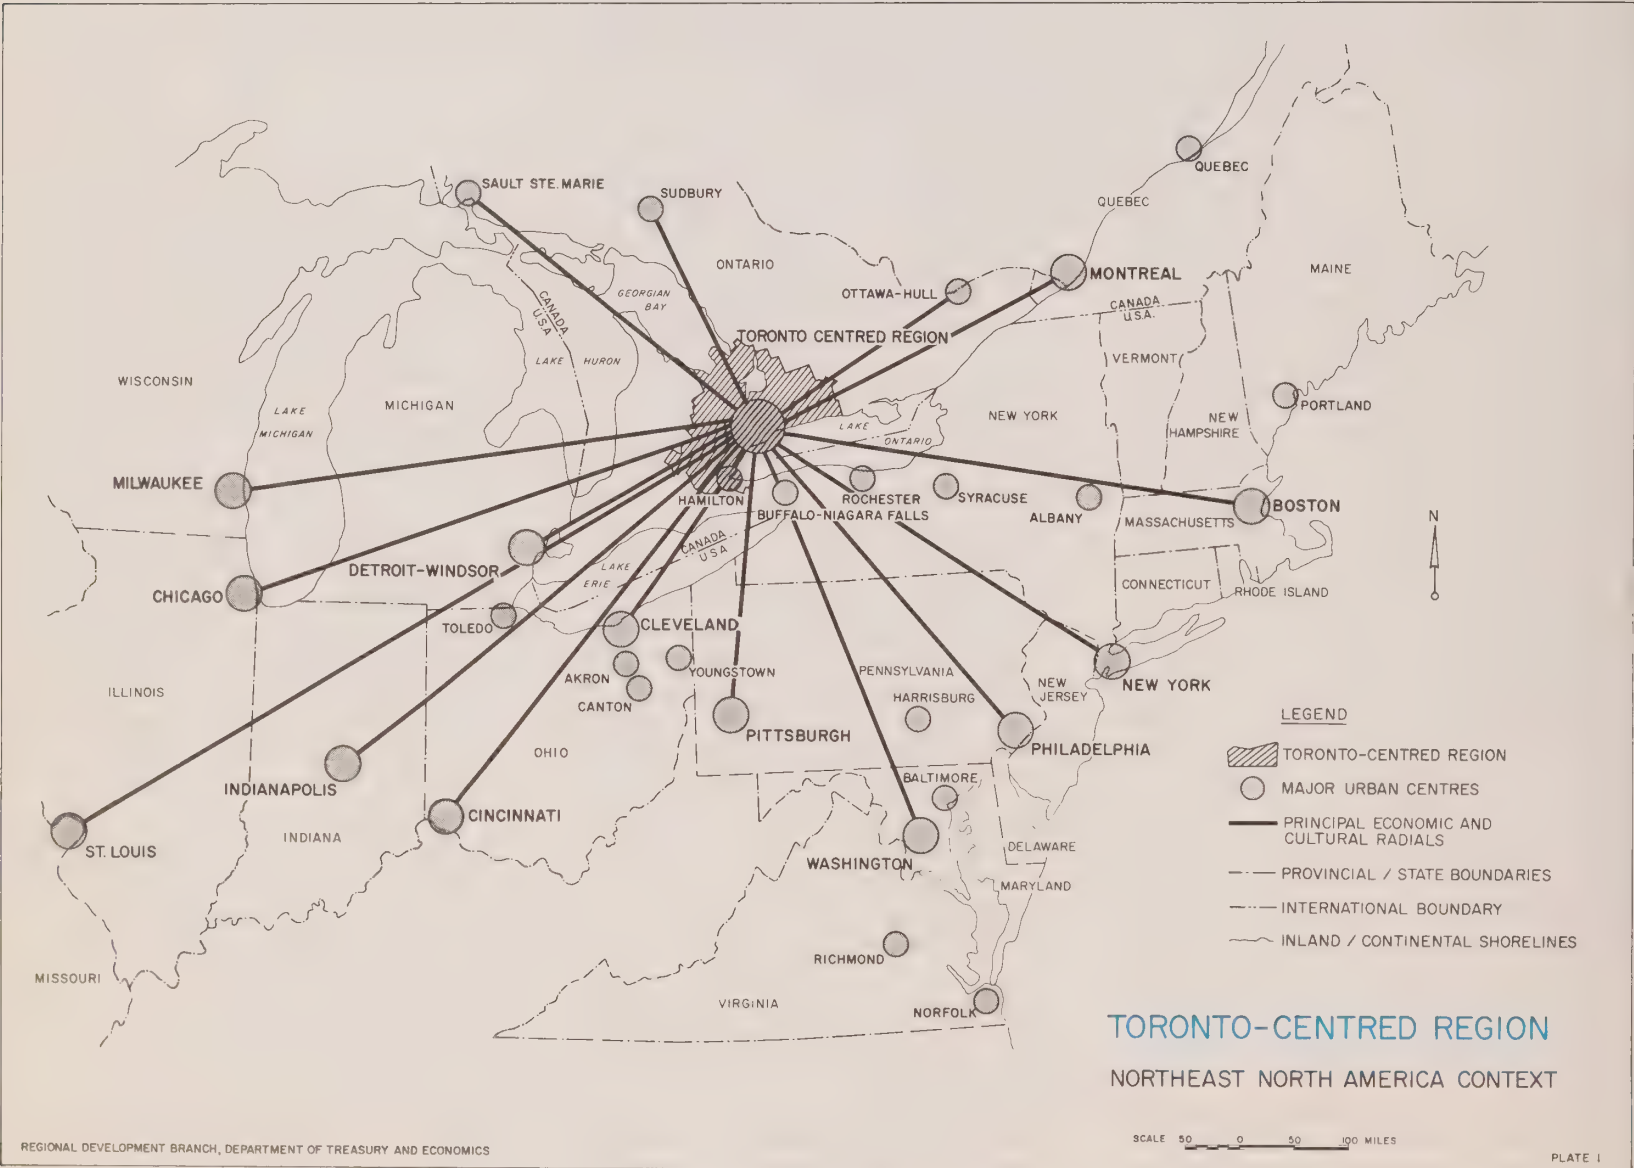 QUEBEC
SAULT STE. MARIE
SUDBURY
QUEBEC
ONTARIO
MONTREAL
MAINE
OTTAWA-HULL
GEORGIAN
BAY
CANADA
U.S.A.
CANADA
U.S.A.
TORONTO CENTRED REGION
LAKE HURON
VERMONT
WISCONSIN
MICHIGAN
LAKE
MICHIGAN
NEW YORK
NEW
HAMPSHIRE
PORTLAND
LAKE
ONTARIO
MILWAUKEE
HAMILTON
ROCHESTER
SYRACUSE
BUFFALO-NIAGARA FALLS
ALBANY
MASSACHUSETTS
BOSTON
N
CANADA
U.S.A
DETROIT-WINDSOR
LAKE
ERIE
CONNECTICUT
RHODE ISLAND
CHICAGO
TOLEDO
CLEVELAND
AKRON
YOUNGSTOWN
CANTON
PENNSYLVANIA
HARRISBURG
NEW
JERSEY
NEW YORK
ILLINOIS
PITTSBURGH
PHILADELPHIA
OHIO
INDIANAPOLIS
BALTIMORE
CINCINNATI
INDIANA
ST. LOUIS
WASHINGTON
DELAWARE
MARYLAND
RICHMOND
MISSOURI
VIRGINIA
NORFOLK
LEGEND
TORONTO-CENTRED REGION
MAJOR URBAN CENTRES
PRINCIPAL ECONOMIC AND
CULTURAL RADIALS
PROVINCIAL / STATE BOUNDARIES
INTERNATIONAL BOUNDARY
INLAND / CONTINENTAL SHORELINES
TORONTO-CENTRED REGION
NORTHEAST NORTH AMERICA CONTEXT
SCALE 50 0 50 100 MILES
REGIONAL DEVELOPMENT BRANCH, DEPARTMENT OF TREASURY AND ECONOMICS
PLATE 1